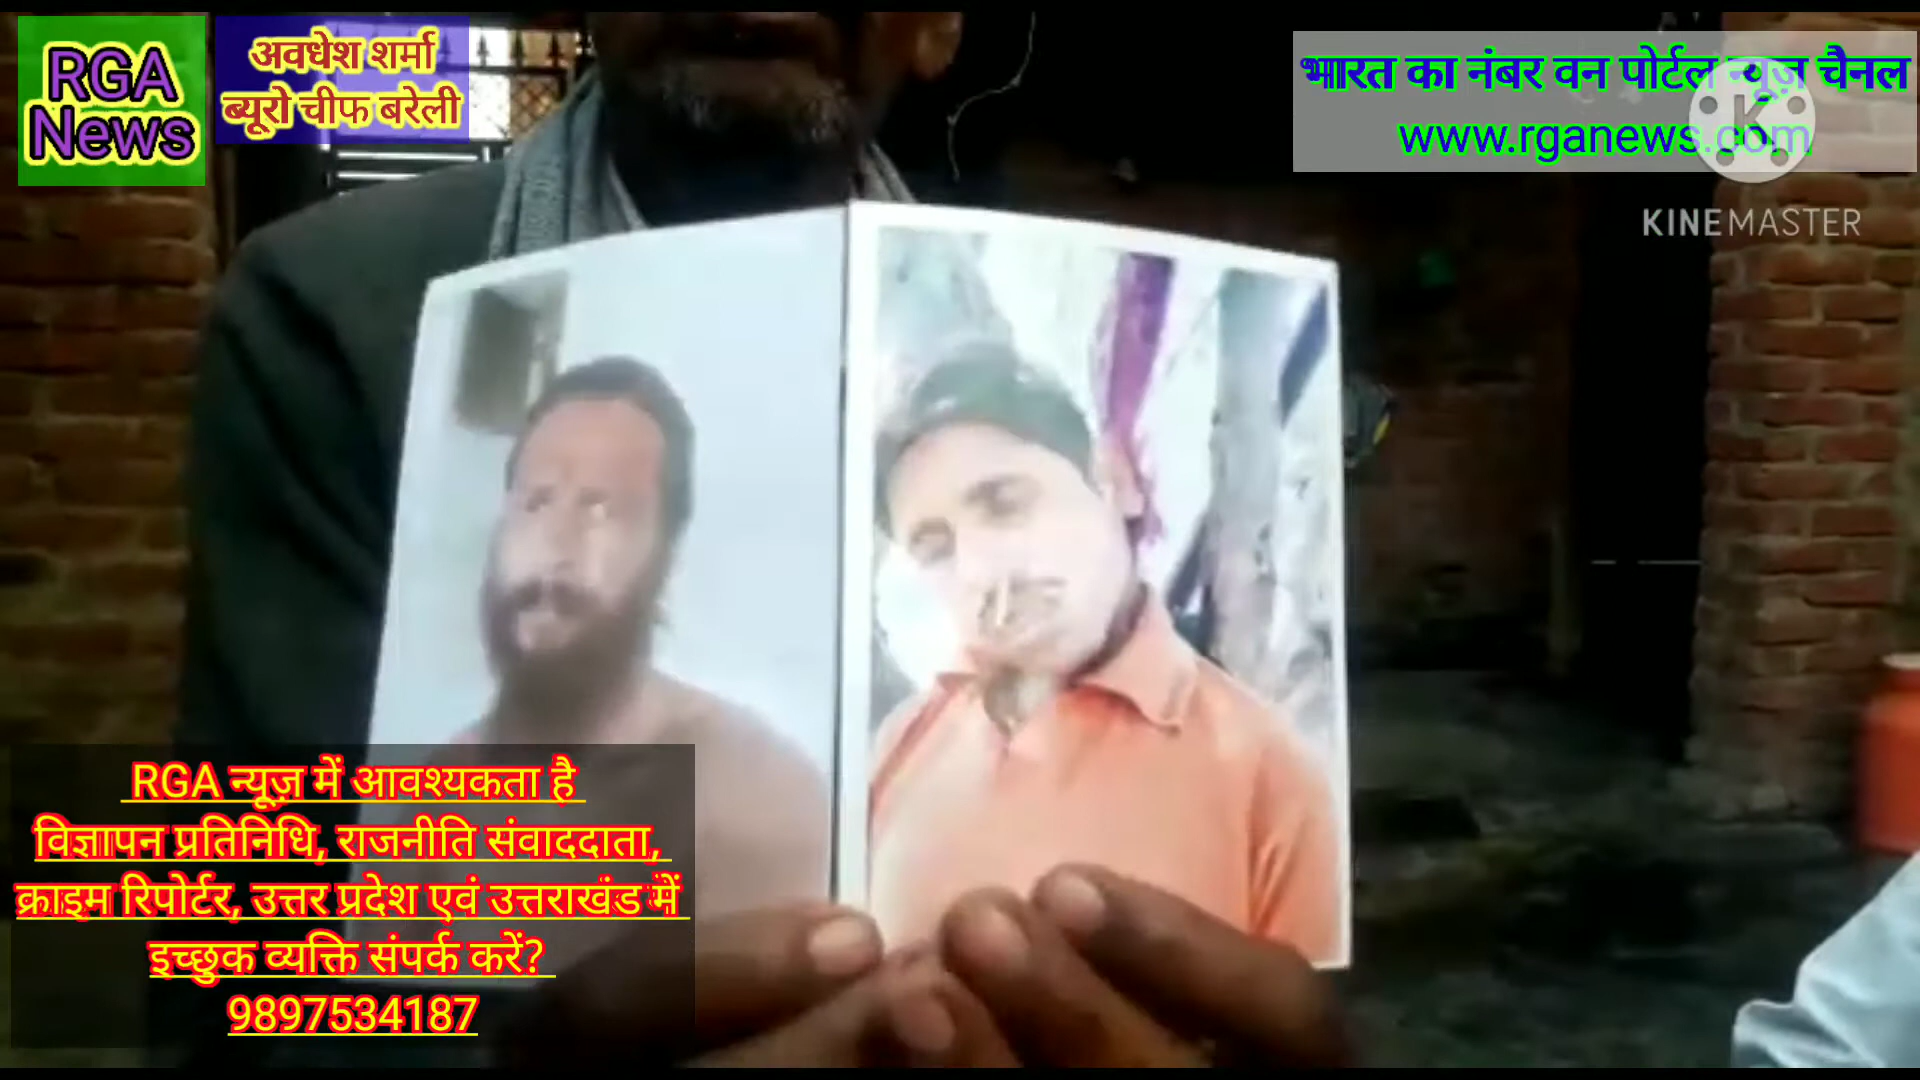 RGA
News
अवधेश शर्मा
ब्यूरो चीफ बरेली
भारत का नंबर वन पोर्टल न्यूज़ चैनल
www.rganews.com
K
KINEMASTER
RGA न्यूज़ में आवश्यकता है
विज्ञापन प्रतिनिधि, राजनीति संवाददाता,
क्राइम रिपोर्टर, उत्तर प्रदेश एवं उत्तराखंड में
इच्छुक व्यक्ति संपर्क करें?
9897534187